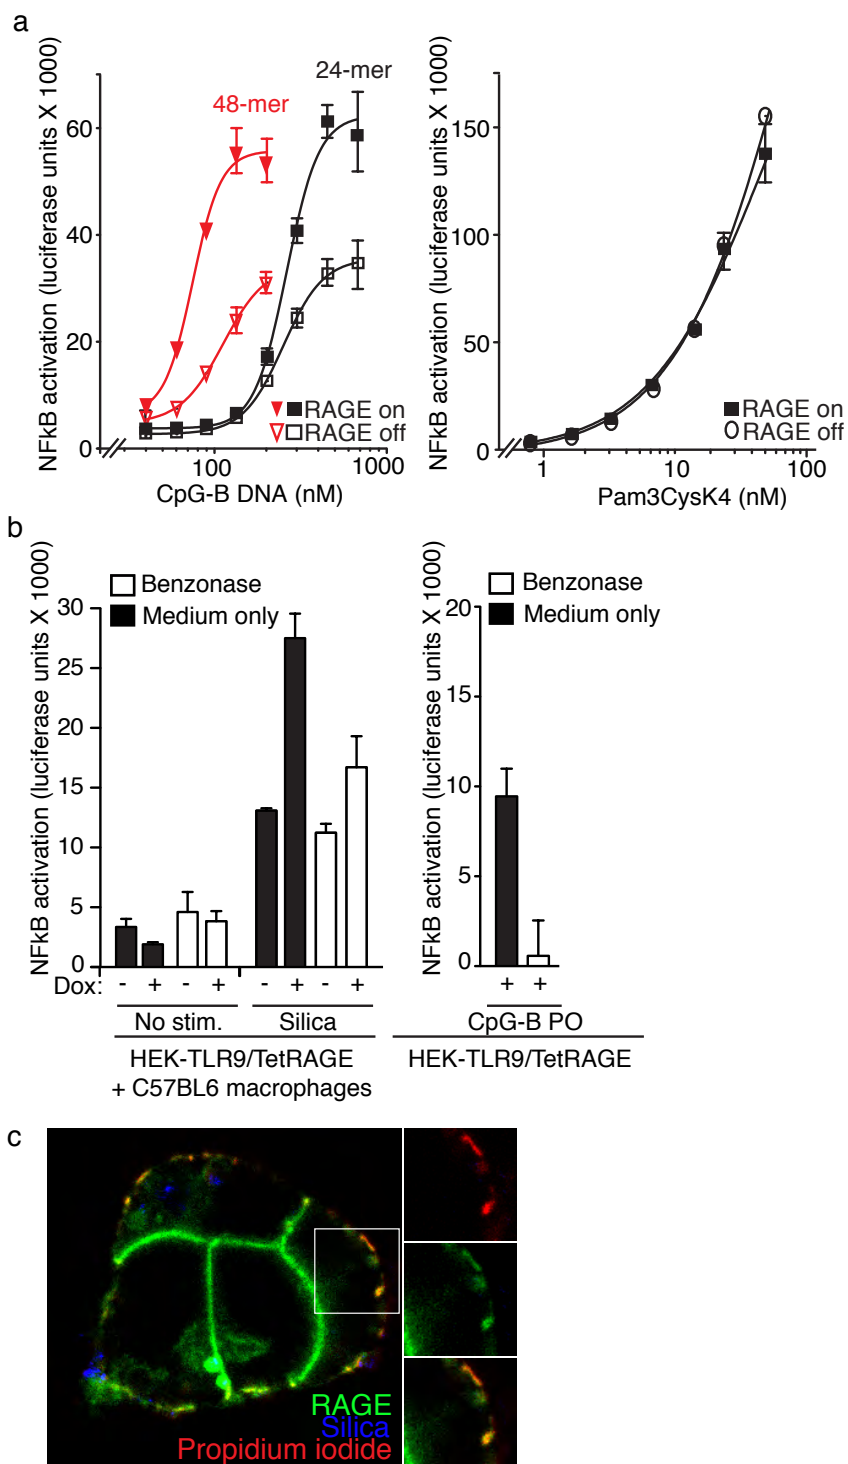 a
NFkB activation (luciferase units X 1000)
60
40
20
0
48-mer
24-mer
RAGE on
RAGE off
100
1000
CpG-B DNA (nM)
NFkB activation (luciferase units X 1000)
150
100
50
0
RAGE on
RAGE off
1
10
100
Pam3CysK4 (nM)
b
NFkB activation (luciferase units X 1000)
Benzonase
Medium only
30
25
20
15
10
5
0
Dox: - + - + - + - +
No stim.
Silica
HEK-TLR9/TetRAGE
+ C57BL6 macrophages
NFkB activation (luciferase units X 1000)
Benzonase
Medium only
20
15
10
5
0
+ +
CpG-B PO
HEK-TLR9/TetRAGE
c
RAGE
Silica
Propidium iodide